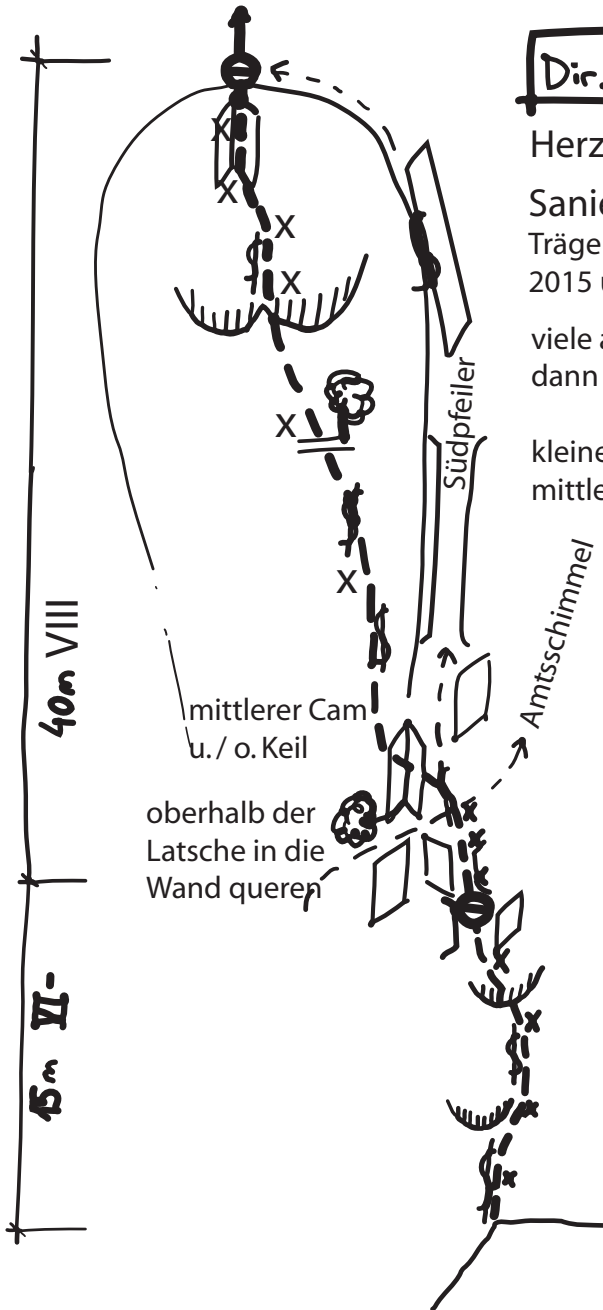 Dir.
Herz
Sanie
Träge
2015 u
viele a
dann
kleine
mittle
Südpfeiler
Amtsschimmel
40m VIIII
mittlerer Cam
u. / o. Keil
oberhalb der
Latsche in die
Wand queren
15m VI-